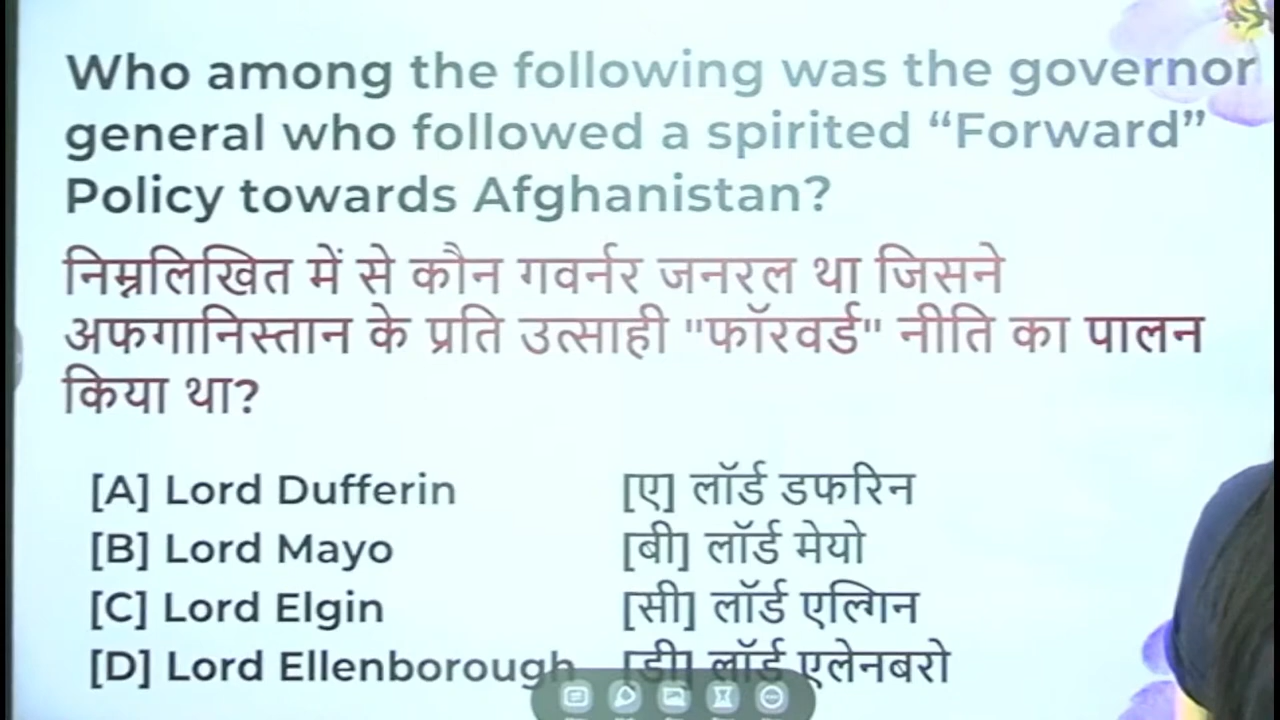 Who among the following was the governor
general who followed a spirited “Forward”
Policy towards Afghanistan?
निम्नलिखित में से कौन गवर्नर जनरल था जिसने
अफगानिस्तान के प्रति उत्साही "फॉरवर्ड" नीति का पालन
किया था?
[A] Lord Dufferin [ए] लॉर्ड डफरिन
[B] Lord Mayo [बी] लॉर्ड मेयो
[C] Lord Elgin [सी] लॉर्ड एल्गिन
[D] Lord Ellenborough [डी] लॉर्ड एलेनबरो